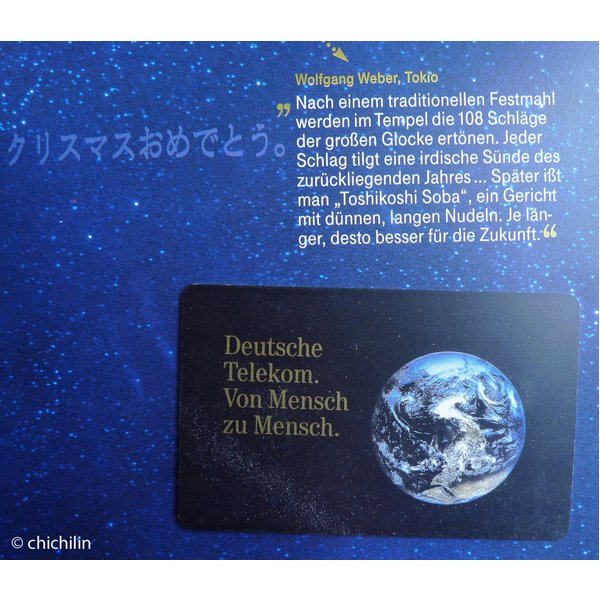 Wolfgang Weber, Tokio
„Nach einem traditionellen Festmahl
werden im Tempel die 108 Schläge
der großen Glocke ertönen. Jeder
Schlag tilgt eine irdische Sünde des
zurückliegenden Jahres ... Später ißt
man „Toshikoshi Soba“, ein Gericht
mit dünnen, langen Nudeln. Je län-
ger, desto besser für die Zukunft.“
クリスマスおめでとう。
Deutsche
Telekom.
Von Mensch
zu Mensch.
© chichilin